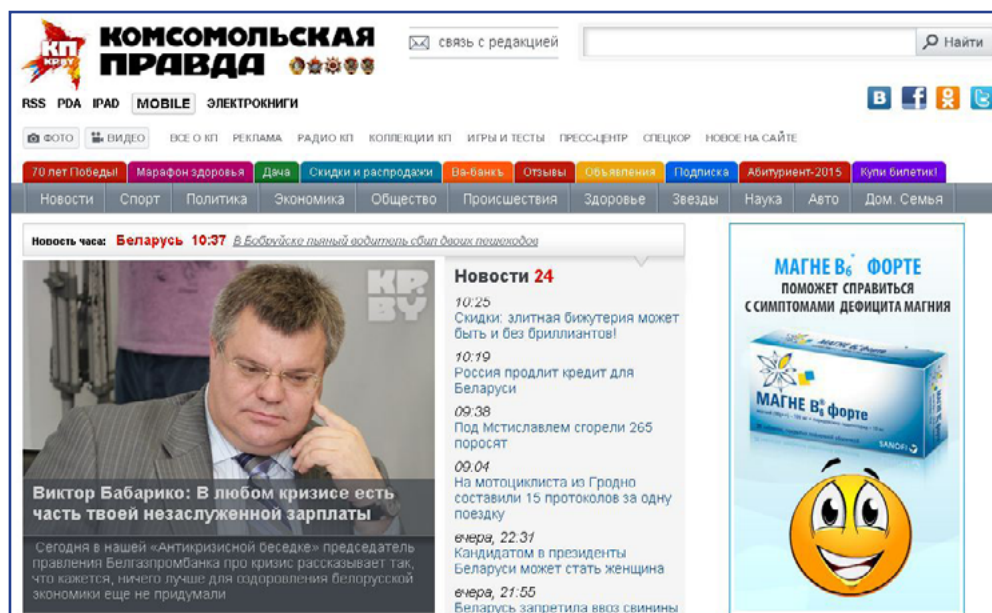 КП
KP.BY
КОМСОМОЛЬСКАЯ
ПРАВДА
связь с редакцией
Найти
RSS PDA IPAD MOBILE ЭЛЕКТРОКНИГИ
ФОТО ВИДЕО ВСЕ О КП РЕКЛАМА РАДИО КП КОЛЛЕКЦИИ КП ИГРЫ И ТЕСТЫ ПРЕСС-ЦЕНТР СПЕЦКОР НОВОЕ НА САЙТЕ
70 лет Победы! Марафон здоровья Дача Скидки и распродажи Ва-банкъ Отзывы Объявления Подписка Абитуриент-2015 Купи билетик!
Новости Спорт Политика Экономика Общество Происшествия Здоровье Звезды Наука Авто Дом. Семья
Новость часа: Беларусь 10:37 В Бобруйске пьяный водитель сбил двоих пешеходов
KP.
BY
Виктор Бабарико: В любом кризисе есть
часть твоей незаслуженной зарплаты
Сегодня в нашей «Антикризисной беседке» председатель
правления Белгазпромбанка про кризис рассказывает так,
что кажется, ничего лучше для оздоровления белорусской
экономики еще не придумали
Новости 24
10:25
Скидки: элитная бижутерия может
быть и без бриллиантов!
10:19
Россия продлит кредит для
Беларуси
09:38
Под Мстиславлем сгорели 265
поросят
09:04
На мотоциклиста из Гродно
составили 15 протоколов за одну
поездку
вчера, 22:31
Кандидатом в президенты
Беларуси может стать женщина
вчера, 21:55
Беларусь запретила ввоз свинины
МАГНЕ B6 ФОРТЕ
ПОМОЖЕТ СПРАВИТЬСЯ
С СИМПТОМАМИ ДЕФИЦИТА МАГНИЯ
МАГНЕ B6 форте
МАГНЕ B6® форте
SANOFI